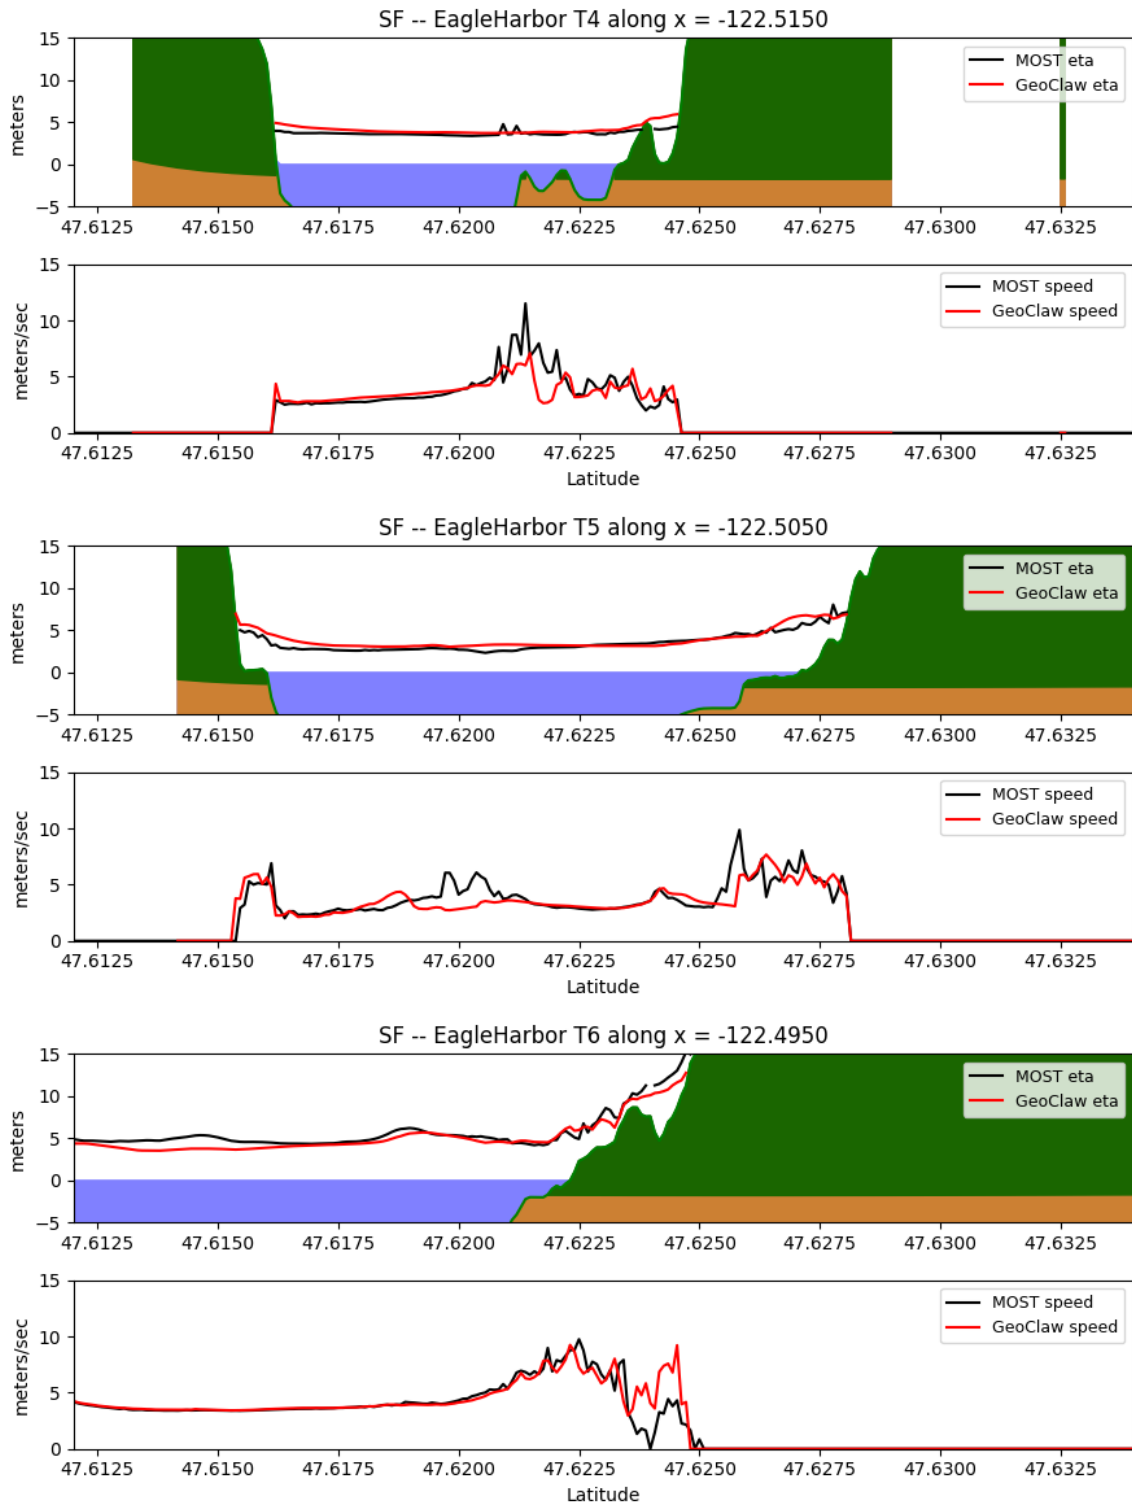 SF -- EagleHarbor T4 along x = -122.5150
15
10
5
0
−5
meters
MOST eta
GeoClaw eta
47.6125 47.6150 47.6175 47.6200 47.6225 47.6250 47.6275 47.6300 47.6325
15
10
5
0
meters/sec
MOST speed
GeoClaw speed
47.6125 47.6150 47.6175 47.6200 47.6225 47.6250 47.6275 47.6300 47.6325
Latitude
SF -- EagleHarbor T5 along x = -122.5050
15
10
5
0
−5
meters
MOST eta
GeoClaw eta
47.6125 47.6150 47.6175 47.6200 47.6225 47.6250 47.6275 47.6300 47.6325
15
10
5
0
meters/sec
MOST speed
GeoClaw speed
47.6125 47.6150 47.6175 47.6200 47.6225 47.6250 47.6275 47.6300 47.6325
Latitude
SF -- EagleHarbor T6 along x = -122.4950
15
10
5
0
−5
meters
MOST eta
GeoClaw eta
47.6125 47.6150 47.6175 47.6200 47.6225 47.6250 47.6275 47.6300 47.6325
15
10
5
0
meters/sec
MOST speed
GeoClaw speed
47.6125 47.6150 47.6175 47.6200 47.6225 47.6250 47.6275 47.6300 47.6325
Latitude